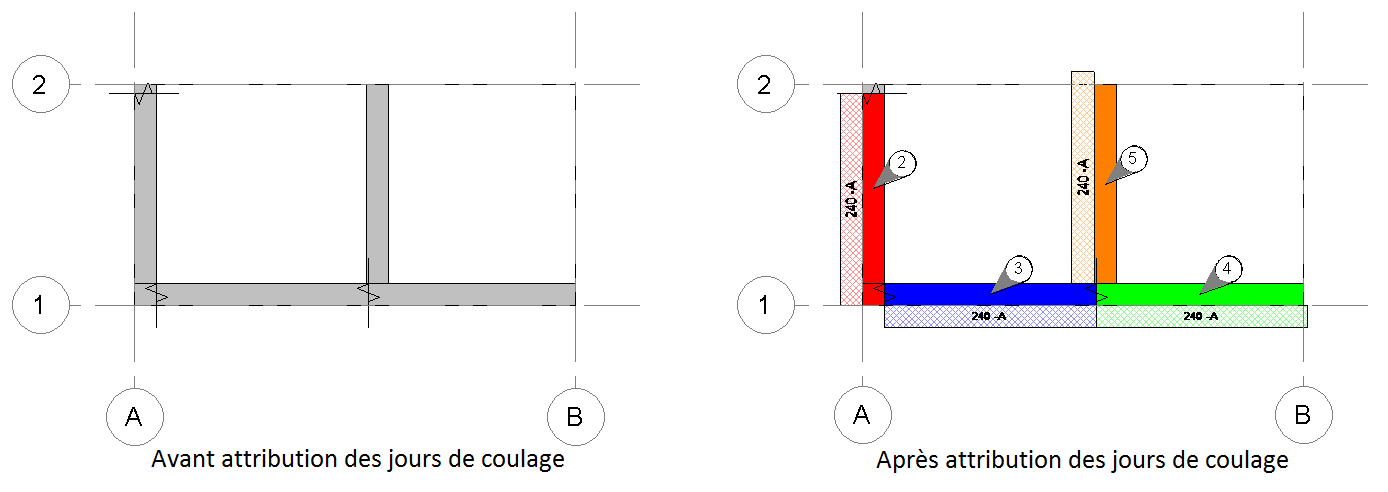 2
1
A
B
Avant attribution des jours de coulage
2
240 -A
2
240 -A
5
3
4
1
240 -A
240 -A
A
B
Après attribution des jours de coulage